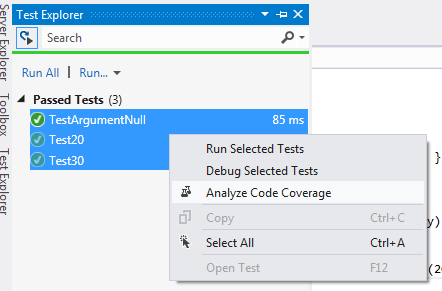 Server Explorer
Toolbox
Test Explorer
Test Explorer
Search
Run All
Run...
Passed Tests (3)
TestArgumentNull 85 ms
Test20
Test30
Run Selected Tests
Debug Selected Tests
Analyze Code Coverage
Copy Ctrl+C
Select All Ctrl+A
Open Test F12
}
y)
(2